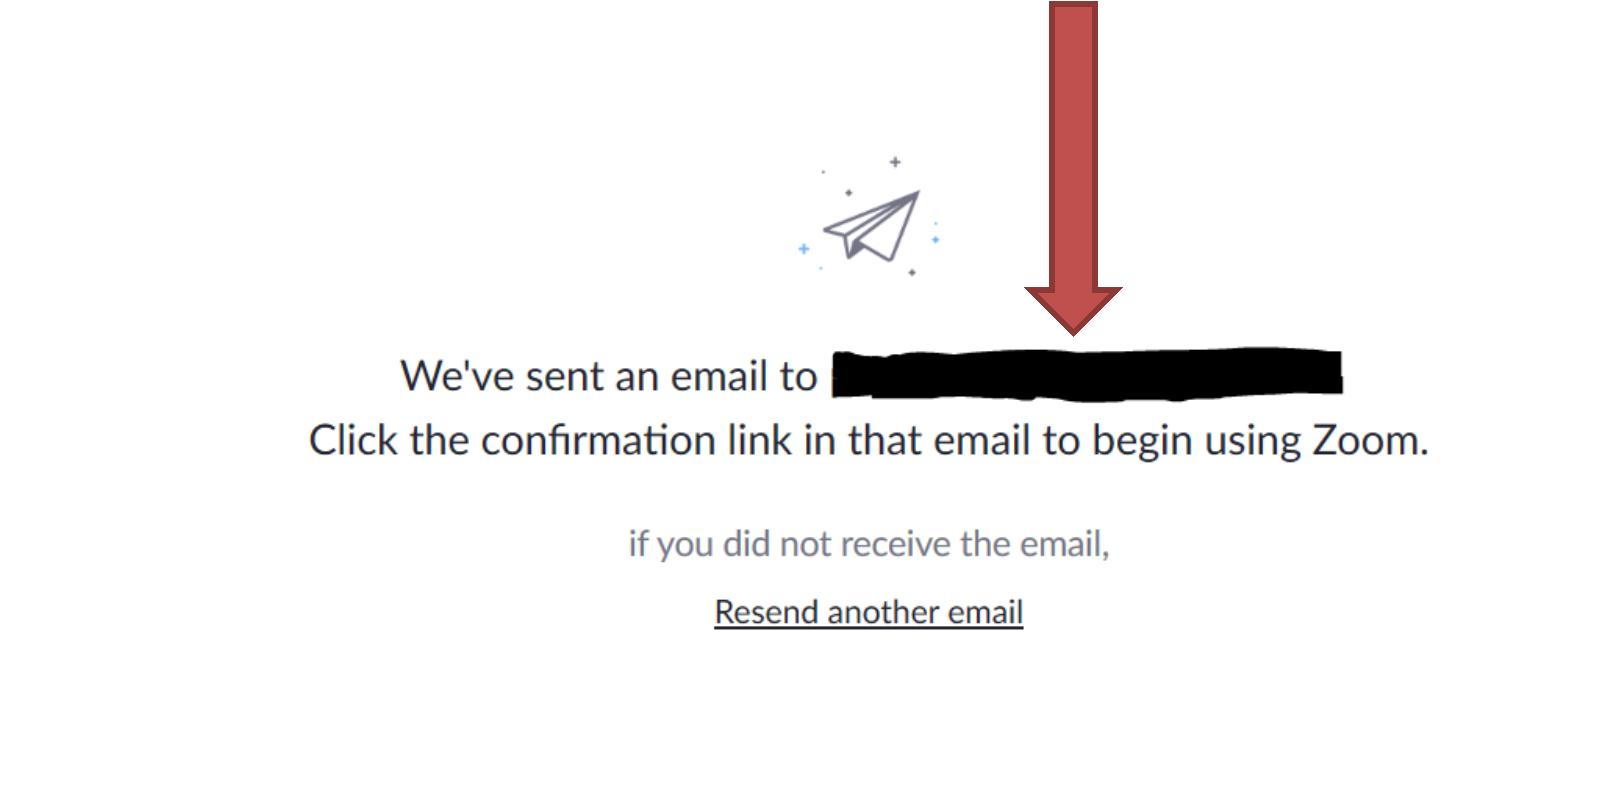 We've sent an email to
Click the confirmation link in that email to begin using Zoom.
if you did not receive the email,
Resend another email